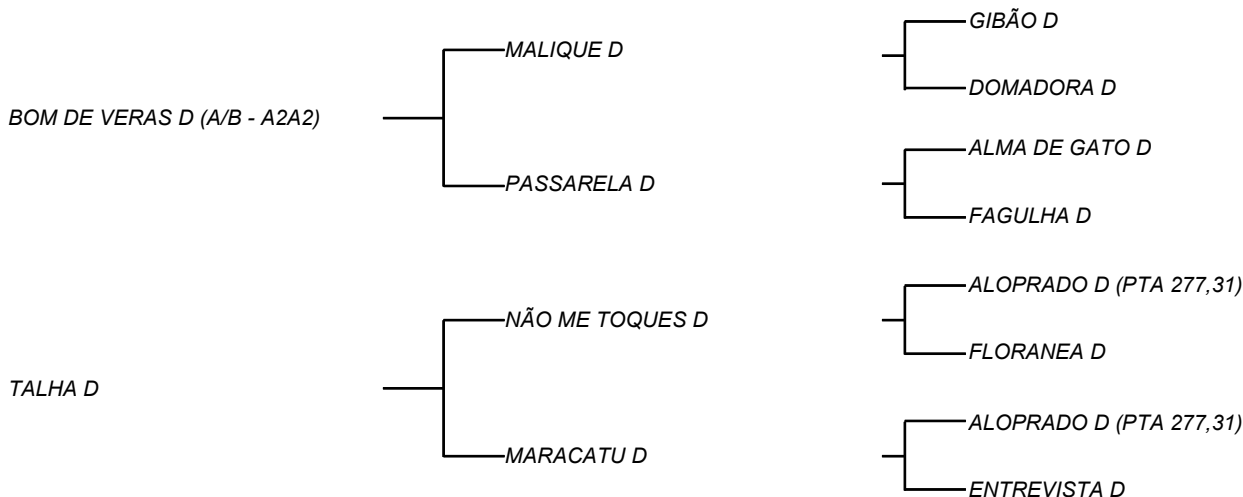 GIBÃO D
MALIQUE D
DOMADORA D
BOM DE VERAS D (A/B - A2A2)
ALMA DE GATO D
PASSARELA D
FAGULHA D
ALOPRADO D (PTA 277,31)
NÃO ME TOQUES D
FLORANEA D
TALHA D
ALOPRADO D (PTA 277,31)
MARACATU D
ENTREVISTA D